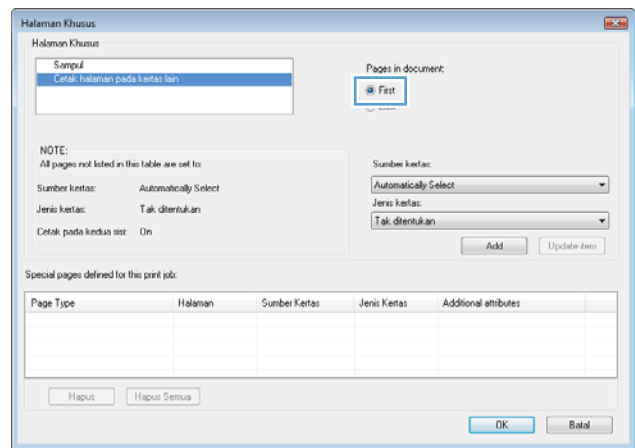 Halaman Khusus
Halaman Khusus
Sampul
Cetak halaman pada kertas lain
Pages in document:
First
NOTE:
All pages not listed in this table are set to:
Sumber kertas: Automatically Select
Jenis kertas: Tak ditentukan
Cetak pada kedua sisi: On
Sumber kertas:
Automatically Select
Jenis kertas:
Tak ditentukan
Add Update item
Special pages defined for this print job:
Page Type Halaman Sumber Kertas Jenis Kertas Additional attributes
Hapus Hapus Semua
OK Batal